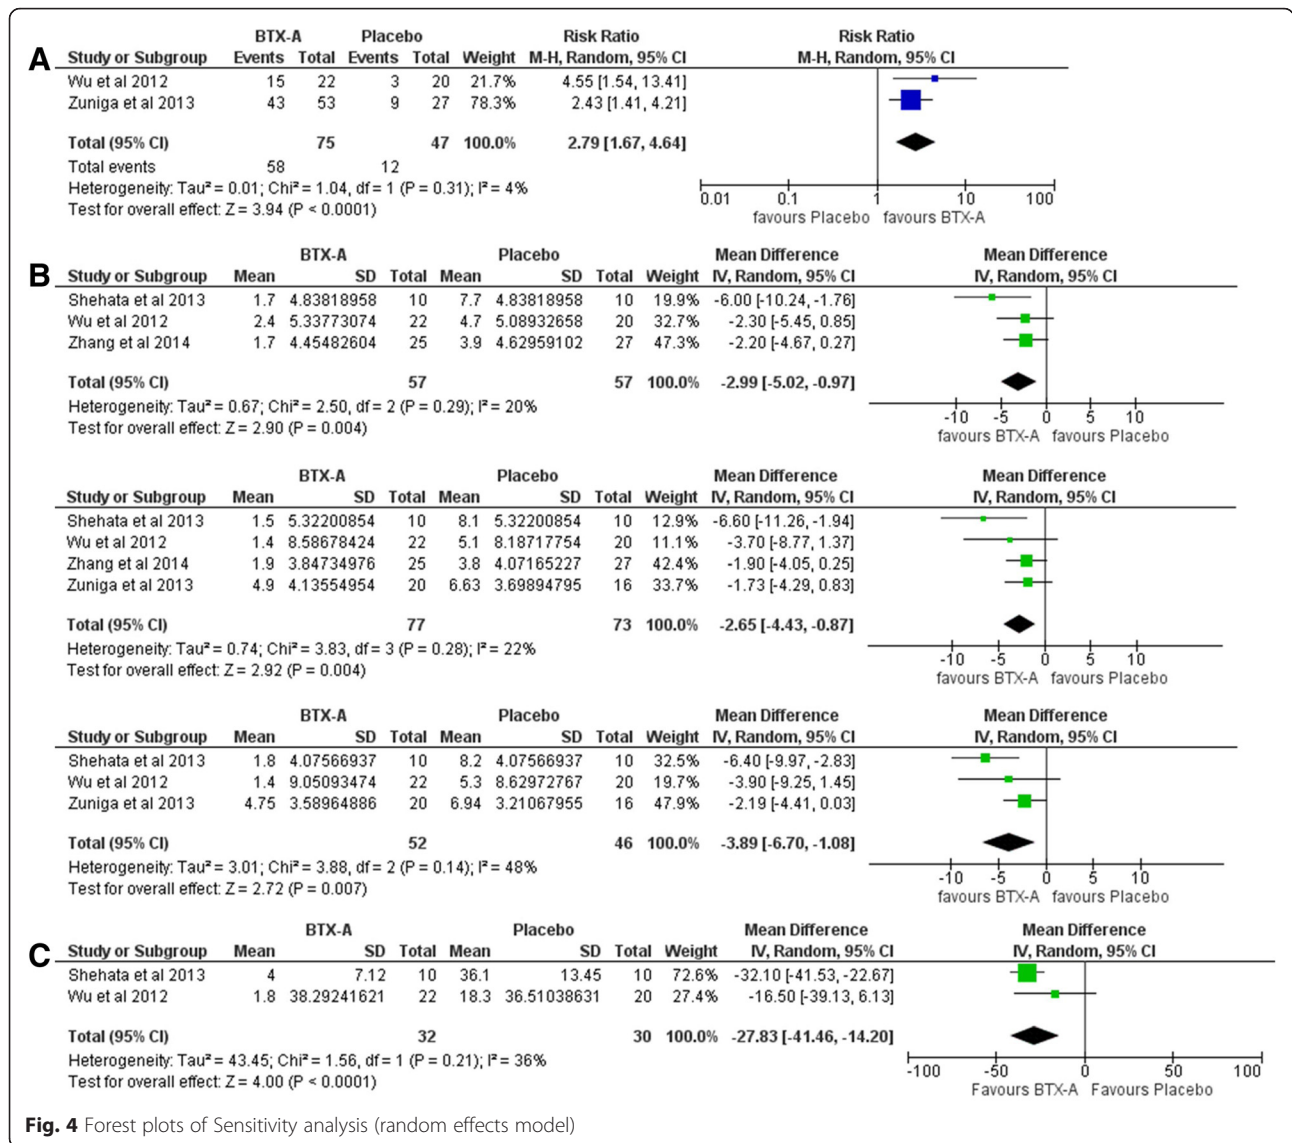 A
BTX-A Placebo Risk Ratio Risk Ratio
Study or Subgroup Events Total Events Total Weight M-H, Random, 95% CI M-H, Random, 95% CI
Wu et al 2012 15 22 3 20 21.7% 4.55 [1.54, 13.41]
Zuniga et al 2013 43 53 9 27 78.3% 2.43 [1.41, 4.21]
Total (95% CI) 75 47 100.0% 2.79 [1.67, 4.64]
Total events 58 12
Heterogeneity: Tau² = 0.01; Chi² = 1.04, df = 1 (P = 0.31); I² = 4%
Test for overall effect: Z = 3.94 (P < 0.0001)
0.01 0.1 1 10 100
favours Placebo favours BTX-A
B
BTX-A Placebo Mean Difference Mean Difference
Study or Subgroup Mean SD Total Mean SD Total Weight IV, Random, 95% CI IV, Random, 95% CI
Shehata et al 2013 1.7 4.83818958 10 7.7 4.83818958 10 19.9% -6.00 [-10.24, -1.76]
Wu et al 2012 2.4 5.33773074 22 4.7 5.08932658 20 32.7% -2.30 [-5.45, 0.85]
Zhang et al 2014 1.7 4.45482604 25 3.9 4.62959102 27 47.3% -2.20 [-4.67, 0.27]
Total (95% CI) 57 57 100.0% -2.99 [-5.02, -0.97]
Heterogeneity: Tau² = 0.67; Chi² = 2.50, df = 2 (P = 0.29); I² = 20%
Test for overall effect: Z = 2.90 (P = 0.004)
-10 -5 0 5 10
favours BTX-A favours Placebo
BTX-A Placebo Mean Difference Mean Difference
Study or Subgroup Mean SD Total Mean SD Total Weight IV, Random, 95% CI IV, Random, 95% CI
Shehata et al 2013 1.5 5.32200854 10 8.1 5.32200854 10 12.9% -6.60 [-11.26, -1.94]
Wu et al 2012 1.4 8.58678424 22 5.1 8.18717754 20 11.1% -3.70 [-8.77, 1.37]
Zhang et al 2014 1.9 3.84734976 25 3.8 4.07165227 27 42.4% -1.90 [-4.05, 0.25]
Zuniga et al 2013 4.9 4.13554954 20 6.63 3.69894795 16 33.7% -1.73 [-4.29, 0.83]
Total (95% CI) 77 73 100.0% -2.65 [-4.43, -0.87]
Heterogeneity: Tau² = 0.74; Chi² = 3.83, df = 3 (P = 0.28); I² = 22%
Test for overall effect: Z = 2.92 (P = 0.004)
-10 -5 0 5 10
favours BTX-A favours Placebo
BTX-A Placebo Mean Difference Mean Difference
Study or Subgroup Mean SD Total Mean SD Total Weight IV, Random, 95% CI IV, Random, 95% CI
Shehata et al 2013 1.8 4.07566937 10 8.2 4.07566937 10 32.5% -6.40 [-9.97, -2.83]
Wu et al 2012 1.4 9.05093474 22 5.3 8.62972767 20 19.7% -3.90 [-9.25, 1.45]
Zuniga et al 2013 4.75 3.58964886 20 6.94 3.21067955 16 47.9% -2.19 [-4.41, 0.03]
Total (95% CI) 52 46 100.0% -3.89 [-6.70, -1.08]
Heterogeneity: Tau² = 3.01; Chi² = 3.88, df = 2 (P = 0.14); I² = 48%
Test for overall effect: Z = 2.72 (P = 0.007)
-10 -5 0 5 10
favours BTX-A favours Placebo
C
BTX-A Placebo Mean Difference Mean Difference
Study or Subgroup Mean SD Total Mean SD Total Weight IV, Random, 95% CI IV, Random, 95% CI
Shehata et al 2013 4 7.12 10 36.1 13.45 10 72.6% -32.10 [-41.53, -22.67]
Wu et al 2012 1.8 38.29241621 22 18.3 36.51038631 20 27.4% -16.50 [-39.13, 6.13]
Total (95% CI) 32 30 100.0% -27.83 [-41.46, -14.20]
Heterogeneity: Tau² = 43.45; Chi² = 1.56, df = 1 (P = 0.21); I² = 36%
Test for overall effect: Z = 4.00 (P < 0.0001)
-100 -50 0 50 100
Favours BTX-A Favours Placebo
Fig. 4 Forest plots of Sensitivity analysis (random effects model)